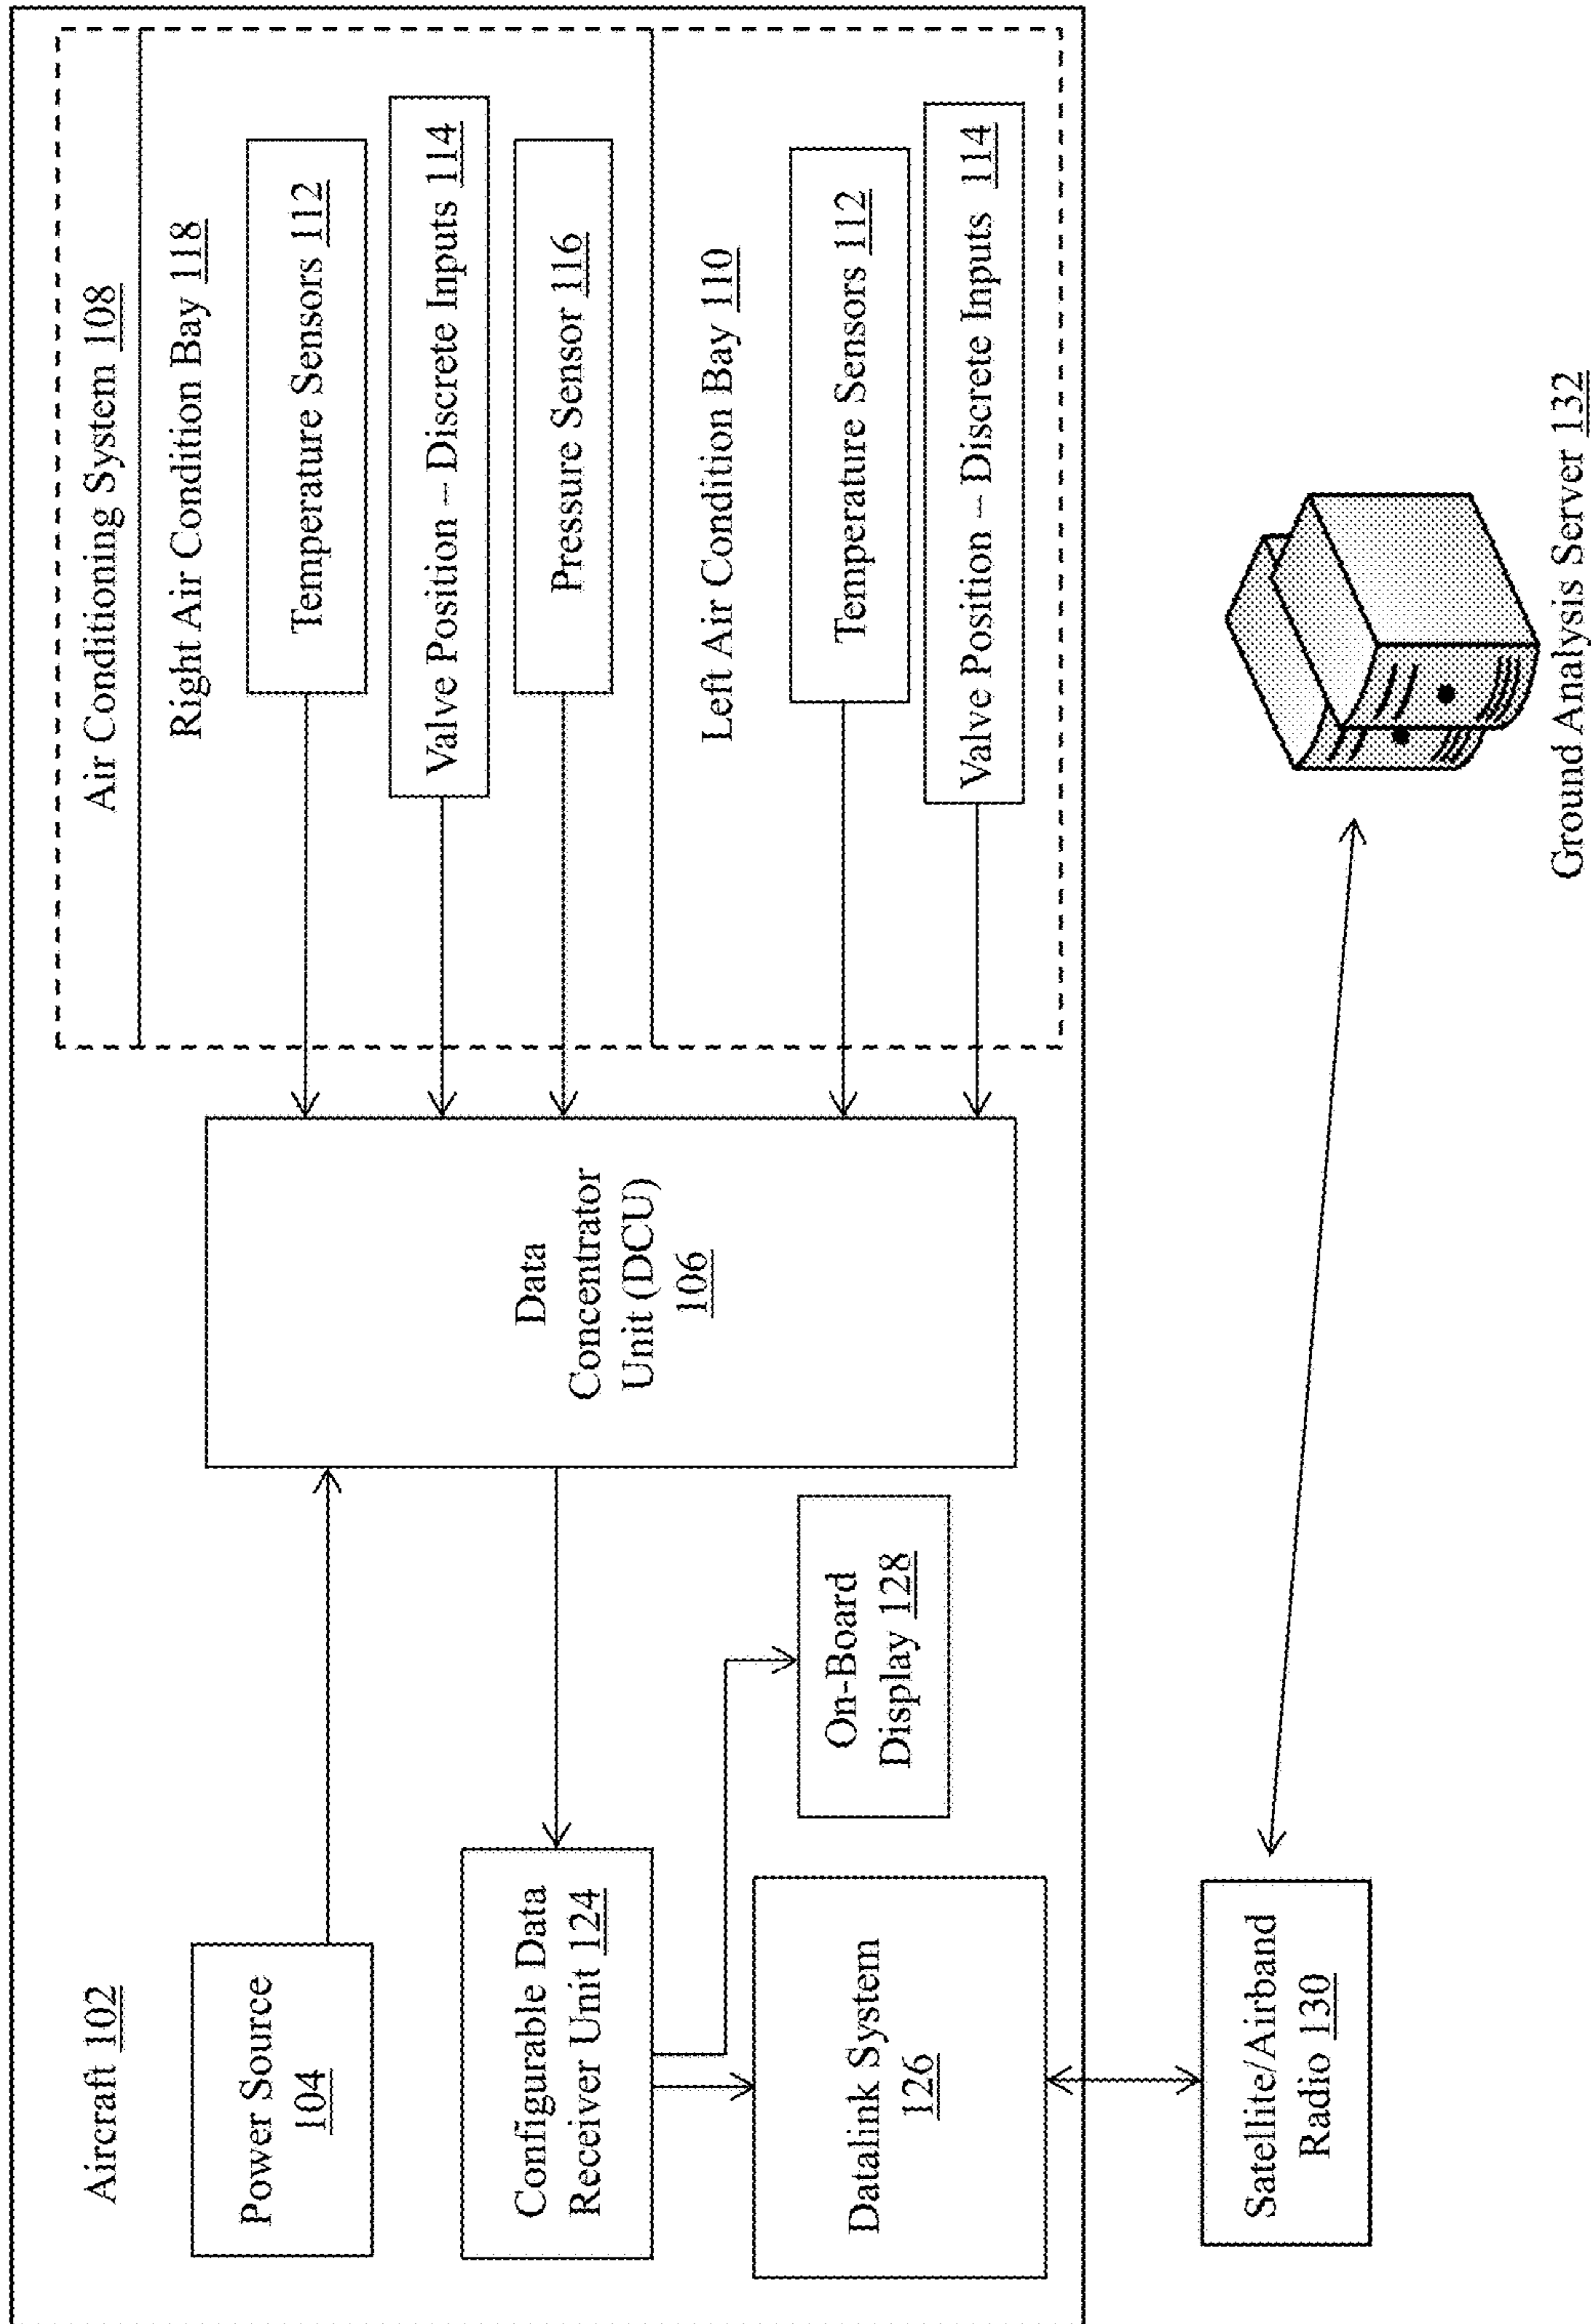 Aircraft 102
Power Source
104
Configurable Data
Receiver Unit 124
Datalink System
126
On-Board
Display 128
Data
Concentrator
Unit (DCU)
106
Air Conditioning System 108
Right Air Condition Bay 118
Temperature Sensors 112
Valve Position – Discrete Inputs 114
Pressure Sensor 116
Left Air Condition Bay 110
Temperature Sensors 112
Valve Position – Discrete Inputs 114
Satellite/Airband
Radio 130
Ground Analysis Server 132